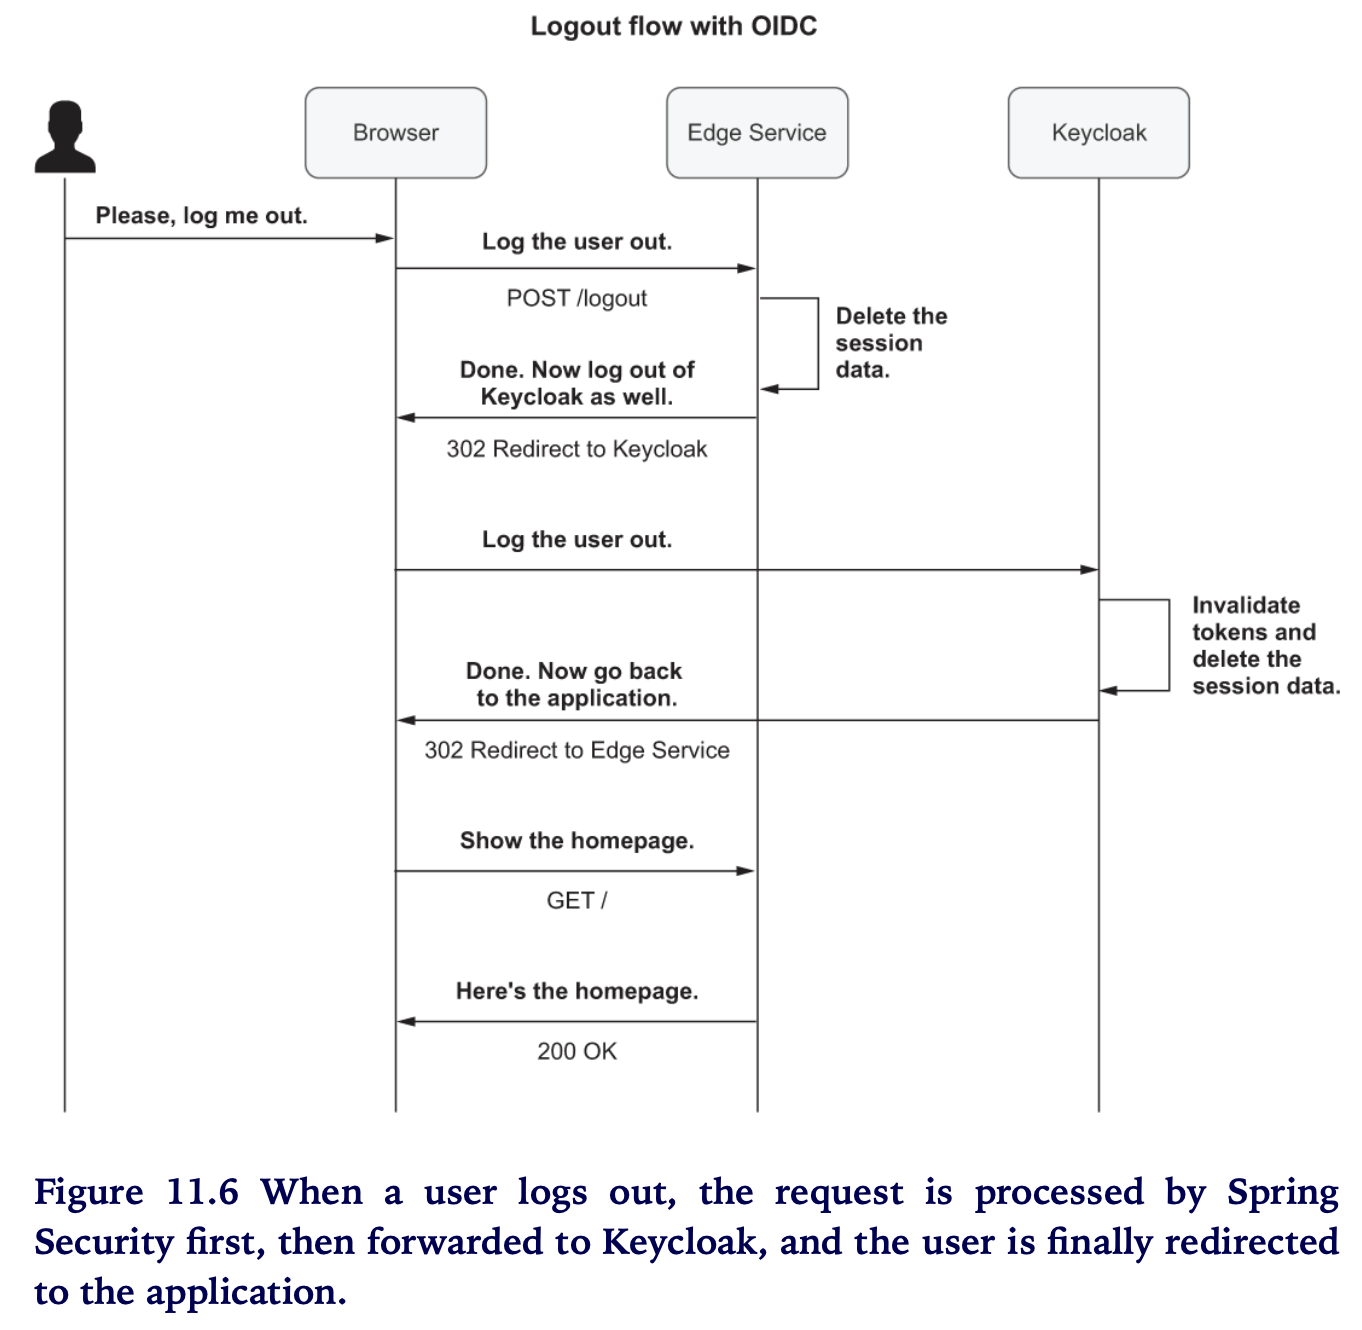 Logout flow with OIDC
Browser
Edge Service
Keycloak
Please, log me out.
Log the user out.
POST /logout
Delete the
session
data.
Done. Now log out of
Keycloak as well.
302 Redirect to Keycloak
Log the user out.
Invalidate
tokens and
delete the
session data.
Done. Now go back
to the application.
302 Redirect to Edge Service
Show the homepage.
GET /
Here's the homepage.
200 OK
Figure 11.6 When a user logs out, the request is processed by Spring
Security first, then forwarded to Keycloak, and the user is finally redirected
to the application.